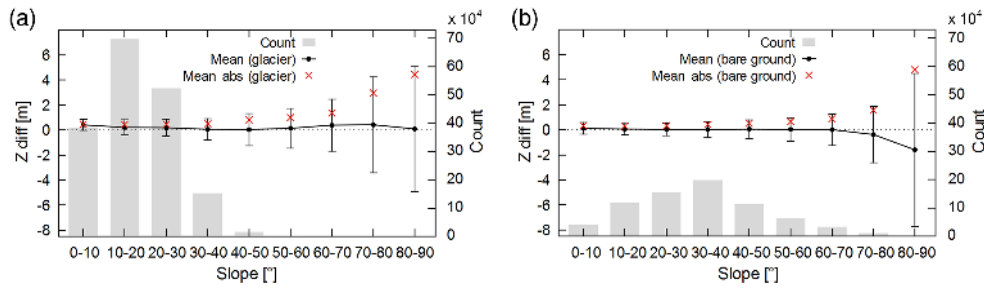 (a)
x 10⁴
Count
Mean (glacier)
Mean abs (glacier)
6
4
2
0
-2
-4
-6
-8
Z diff [m]
70
60
50
40
30
20
10
0
Count
0-10 10-20 20-30 30-40 40-50 50-60 60-70 70-80 80-90
Slope [°]
(b)
x 10⁴
Count
Mean (bare ground)
Mean abs (bare ground)
6
4
2
0
-2
-4
-6
-8
Z diff [m]
70
60
50
40
30
20
10
0
Count
0-10 10-20 20-30 30-40 40-50 50-60 60-70 70-80 80-90
Slope [°]